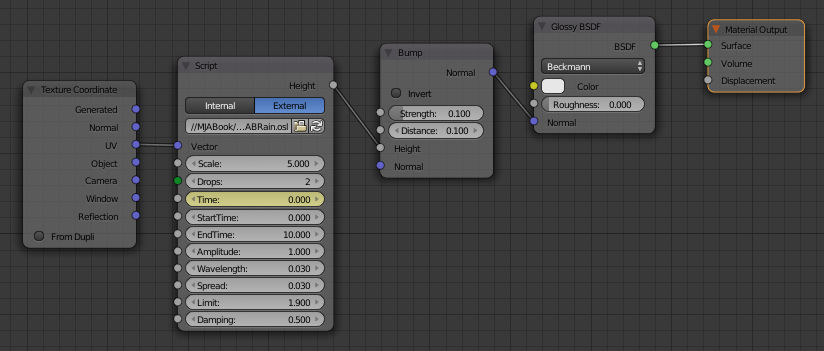 Texture Coordinate
Generated
Normal
UV
Object
Camera
Window
Reflection
From Dupli
Script
Height
Internal External
//MJABook/...ABRain.osl
Vector
Scale: 5.000
Drops: 2
Time: 0.000
StartTime: 0.000
EndTime: 10.000
Amplitude: 1.000
Wavelength: 0.030
Spread: 0.030
Limit: 1.900
Damping: 0.500
Bump
Normal
Invert
Strength: 0.100
Distance: 0.100
Height
Normal
Glossy BSDF
BSDF
Beckmann
Color
Roughness: 0.000
Normal
Material Output
Surface
Volume
Displacement